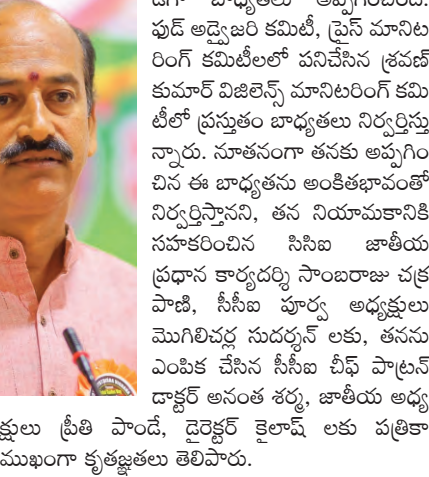 ఫుడ్ అడ్వైజరి కమిటీ, ప్రైస్ మానిట
రింగ్ కమిటీలలో పనిచేసిన శ్రవణ్
కుమార్ విజిలెన్స్ మానిటరింగ్ కమి
టీలో ప్రస్తుతం బాధ్యతలు నిర్వర్తిస్తు
న్నారు. నూతనంగా తనకు అప్పగిం
చిన ఈ బాధ్యతను అంకితభావంతో
నిర్వర్తిస్తానని, తన నియామకానికి
సహకరించిన సిసిఐ జాతీయ
ప్రధాన కార్యదర్శి సాంబరాజు చక్ర
పాణి, సీసీఐ పూర్వ అధ్యక్షులు
మొగిలిచర్ల సుదర్శన్ లకు, తనను
ఎంపిక చేసిన సీసీఐ చీఫ్ పాట్రన్
డాక్టర్ అనంత శర్మ, జాతీయ అధ్య
క్షులు ప్రీతి పాండే, డైరెక్టర్ కైలాష్ లకు పత్రికా
ముఖంగా కృతజ్ఞతలు తెలిపారు.